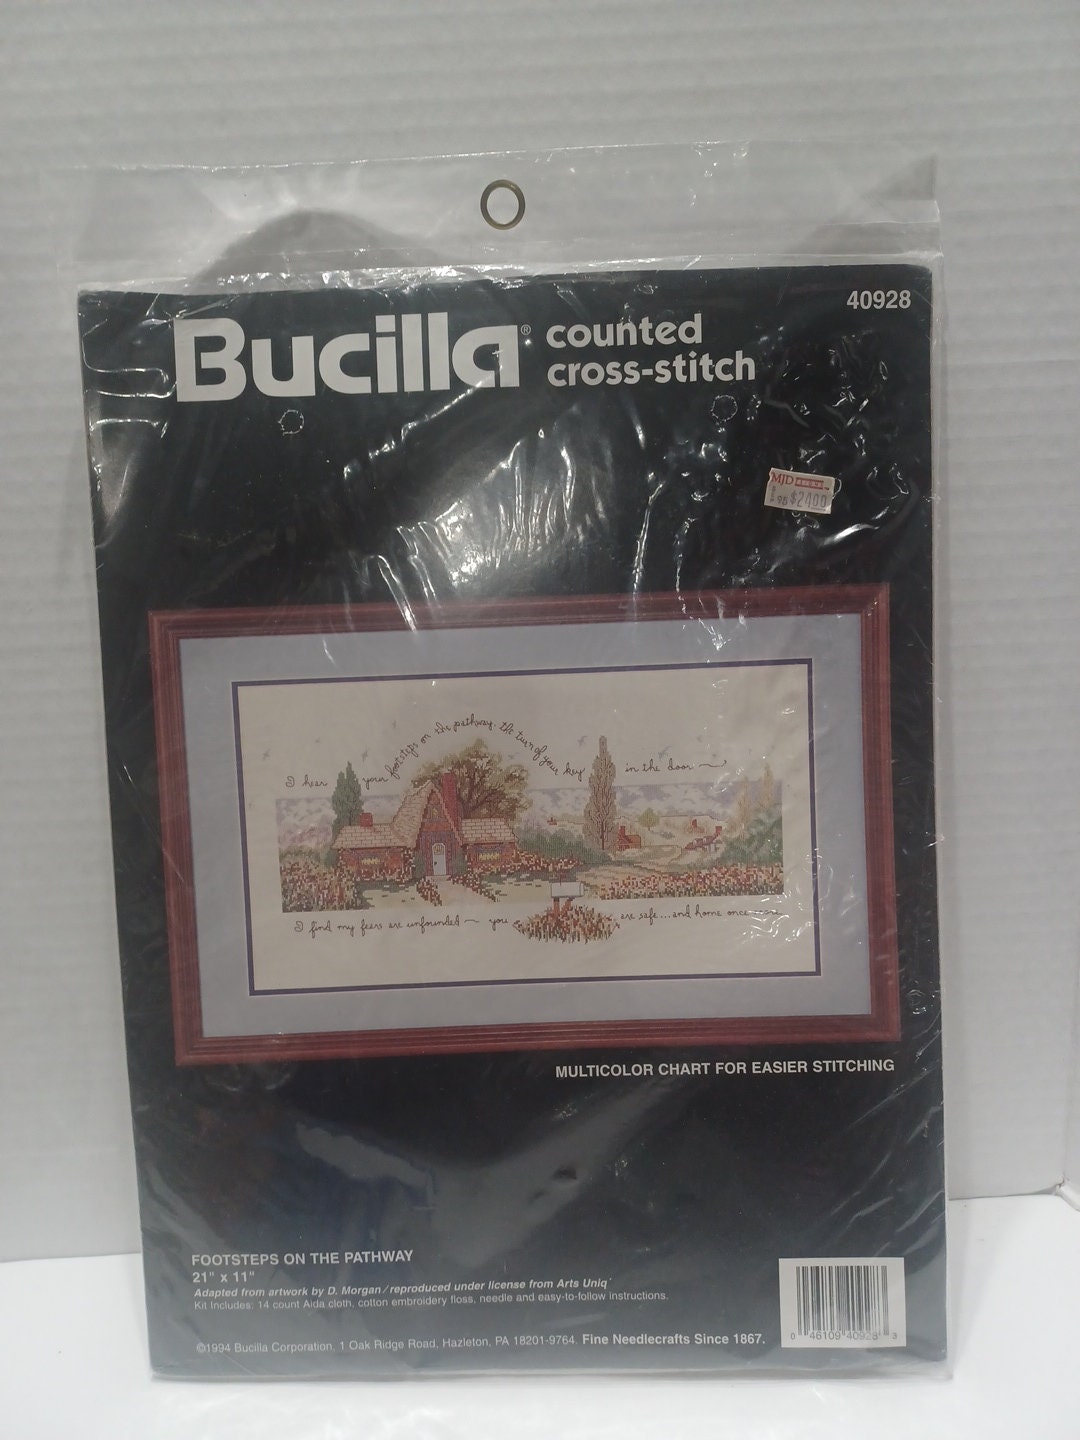 40928
Bucilla® counted
cross-stitch
MJD
95 $2400
I hear your footsteps on the pathway, the turn of your key in the door
I find my fears are unfounded ~ you are safe...and home once
MULTICOLOR CHART FOR EASIER STITCHING
FOOTSTEPS ON THE PATHWAY
21" x 11"
Adapted from artwork by D. Morgan/reproduced under license from Arts Uniq'
Kit Includes: 14 count Aida cloth, cotton embroidery floss, needle and easy-to-follow instructions.
©1994 Bucilla Corporation. 1 Oak Ridge Road, Hazleton, PA 18201-9764. Fine Needlecrafts Since 1867.
0 46109 40928 3